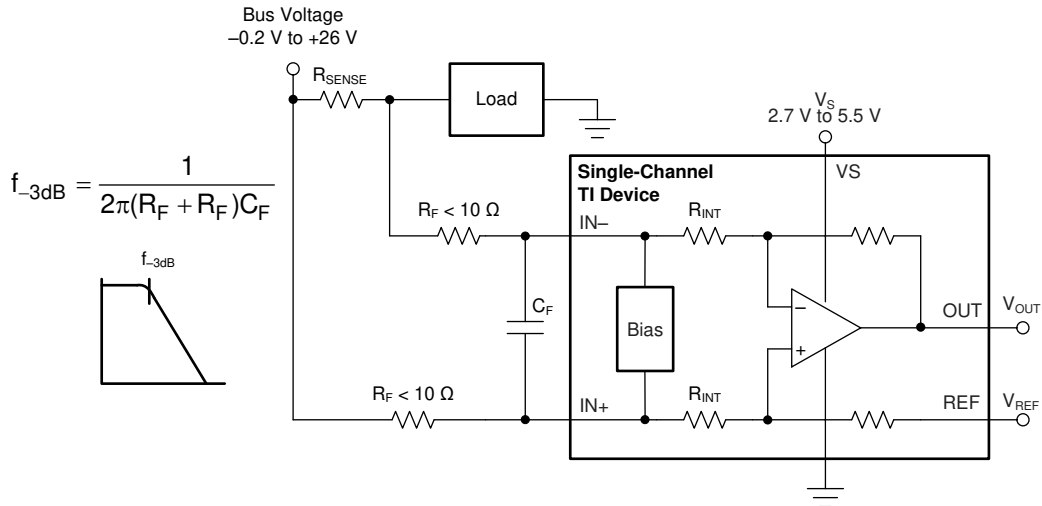 Bus Voltage
–0.2 V to +26 V
R_SENSE
Load
V_S
2.7 V to 5.5 V
f_–3dB = 1 / 2π(R_F + R_F)C_F
f_–3dB
Single-Channel
TI Device
VS
R_F < 10 Ω
IN–
R_INT
C_F
Bias
–
+
OUT
V_OUT
R_F < 10 Ω
IN+
R_INT
REF
V_REF